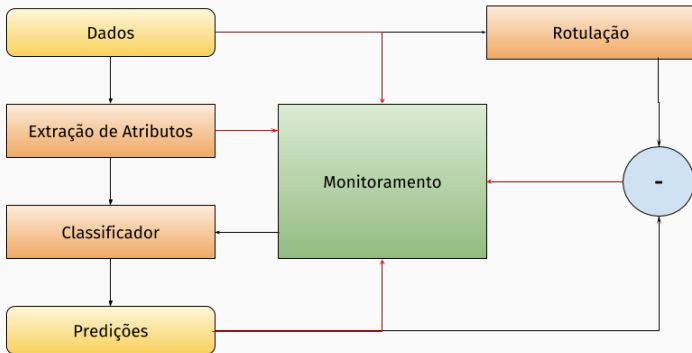 Dados
Rotulação
Extração de Atributos
Monitoramento
-
Classificador
Predições